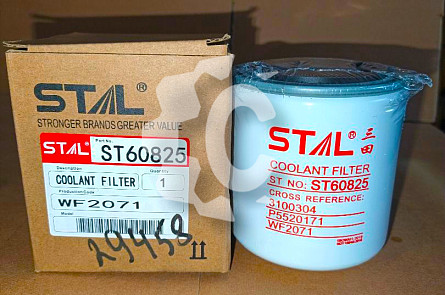 STAL®
STRONGER BRANDS GREATER VALUE
Part No.
STAL ST60825
Description Quantity
COOLANT FILTER 1
Production Code
WF2071
Model
29458
STAL® 三田
COOLANT FILTER
ST NO: ST60825
CROSS REFERENCE:
3100304
P5520171
WF2071